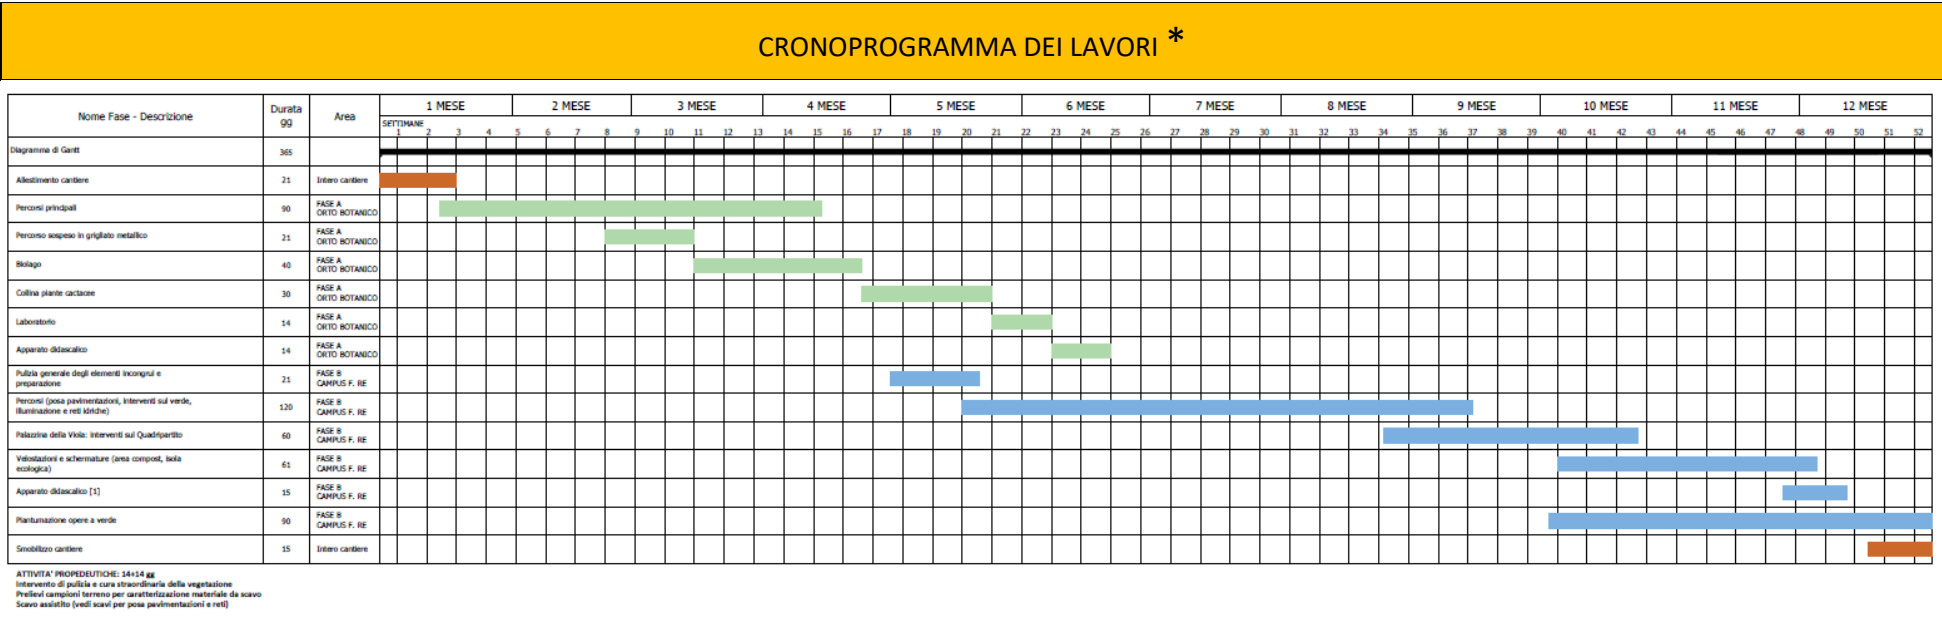 CRONOPROGRAMMA DEI LAVORI *
Nome Fase - Descrizione
Durata
gg
Area
1 MESE 2 MESE 3 MESE 4 MESE 5 MESE 6 MESE 7 MESE 8 MESE 9 MESE 10 MESE 11 MESE 12 MESE
SETTIMANE
1 2 3 4 5 6 7 8 9 10 11 12 13 14 15 16 17 18 19 20 21 22 23 24 25 26 27 28 29 30 31 32 33 34 35 36 37 38 39 40 41 42 43 44 45 46 47 48 49 50 51 52
Diagramma di Gantt 365
Allestimento cantiere 21 Intero cantiere
Percorsi principali 90 FASE A
ORTO BOTANICO
Percorso sospeso in grigliato metallico 21 FASE A
ORTO BOTANICO
Biolago 40 FASE A
ORTO BOTANICO
Collina piante cactacee 30 FASE A
ORTO BOTANICO
Laboratorio 14 FASE A
ORTO BOTANICO
Apparato didascalico 14 FASE A
ORTO BOTANICO
Pulizia generale degli elementi incongrui e
preparazione 21 FASE B
CAMPUS F. RE
Percorsi (posa pavimentazioni, interventi sul verde,
illuminazione e reti idriche) 120 FASE B
CAMPUS F. RE
Palazzina della Viola: interventi sul Quadripartito 60 FASE B
CAMPUS F. RE
Velostazioni e schermature (area compost, isola
ecologica) 61 FASE B
CAMPUS F. RE
Apparato didascalico [1] 15 FASE B
CAMPUS F. RE
Piantumazione opere a verde 90 FASE B
CAMPUS F. RE
Smobilizzo cantiere 15 Intero cantiere
ATTIVITA' PROPEDEUTICHE: 14+14 gg
Intervento di pulizia e cura straordinaria della vegetazione
Prelievi campioni terreno per caratterizzazione materiale da scavo
Scavo assistito (vedi scavi per posa pavimentazioni e reti)